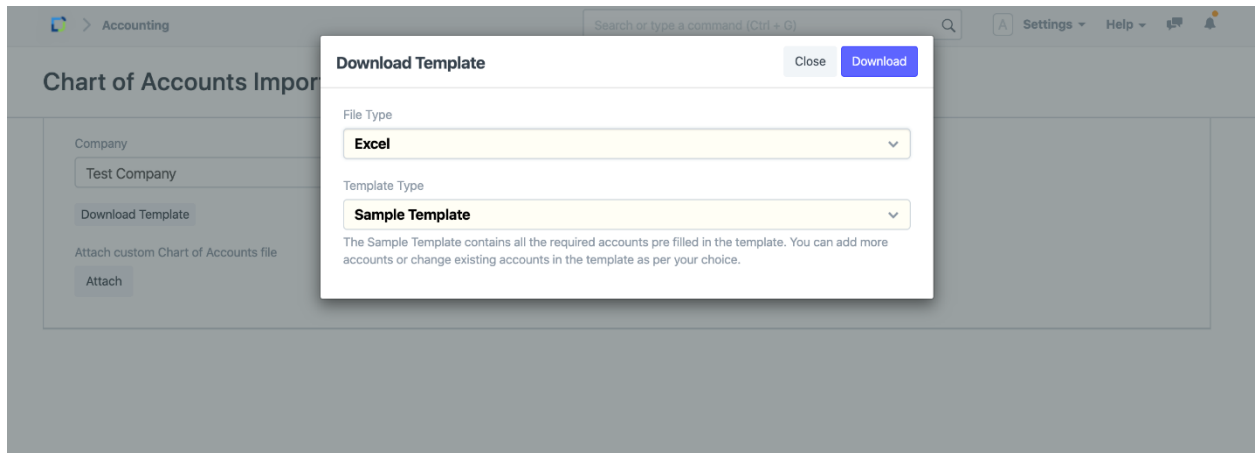 Accounting
Search or type a command (Ctrl + G)
A Settings Help
Chart of Accounts Impor
Download Template
Close
Download
File Type
Excel
Template Type
Sample Template
The Sample Template contains all the required accounts pre filled in the template. You can add more
accounts or change existing accounts in the template as per your choice.
Company
Test Company
Download Template
Attach custom Chart of Accounts file
Attach